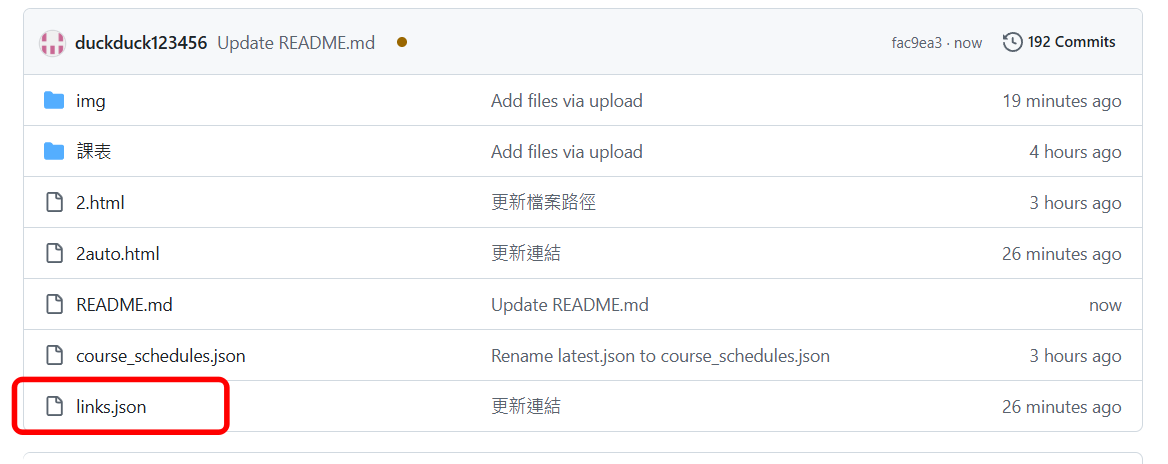 duckduck123456 Update README.md fac9ea3 · now 192 Commits
img Add files via upload 19 minutes ago
課表 Add files via upload 4 hours ago
2.html 更新檔案路徑 3 hours ago
2auto.html 更新連結 26 minutes ago
README.md Update README.md now
course_schedules.json Rename latest.json to course_schedules.json 3 hours ago
links.json 更新連結 26 minutes ago